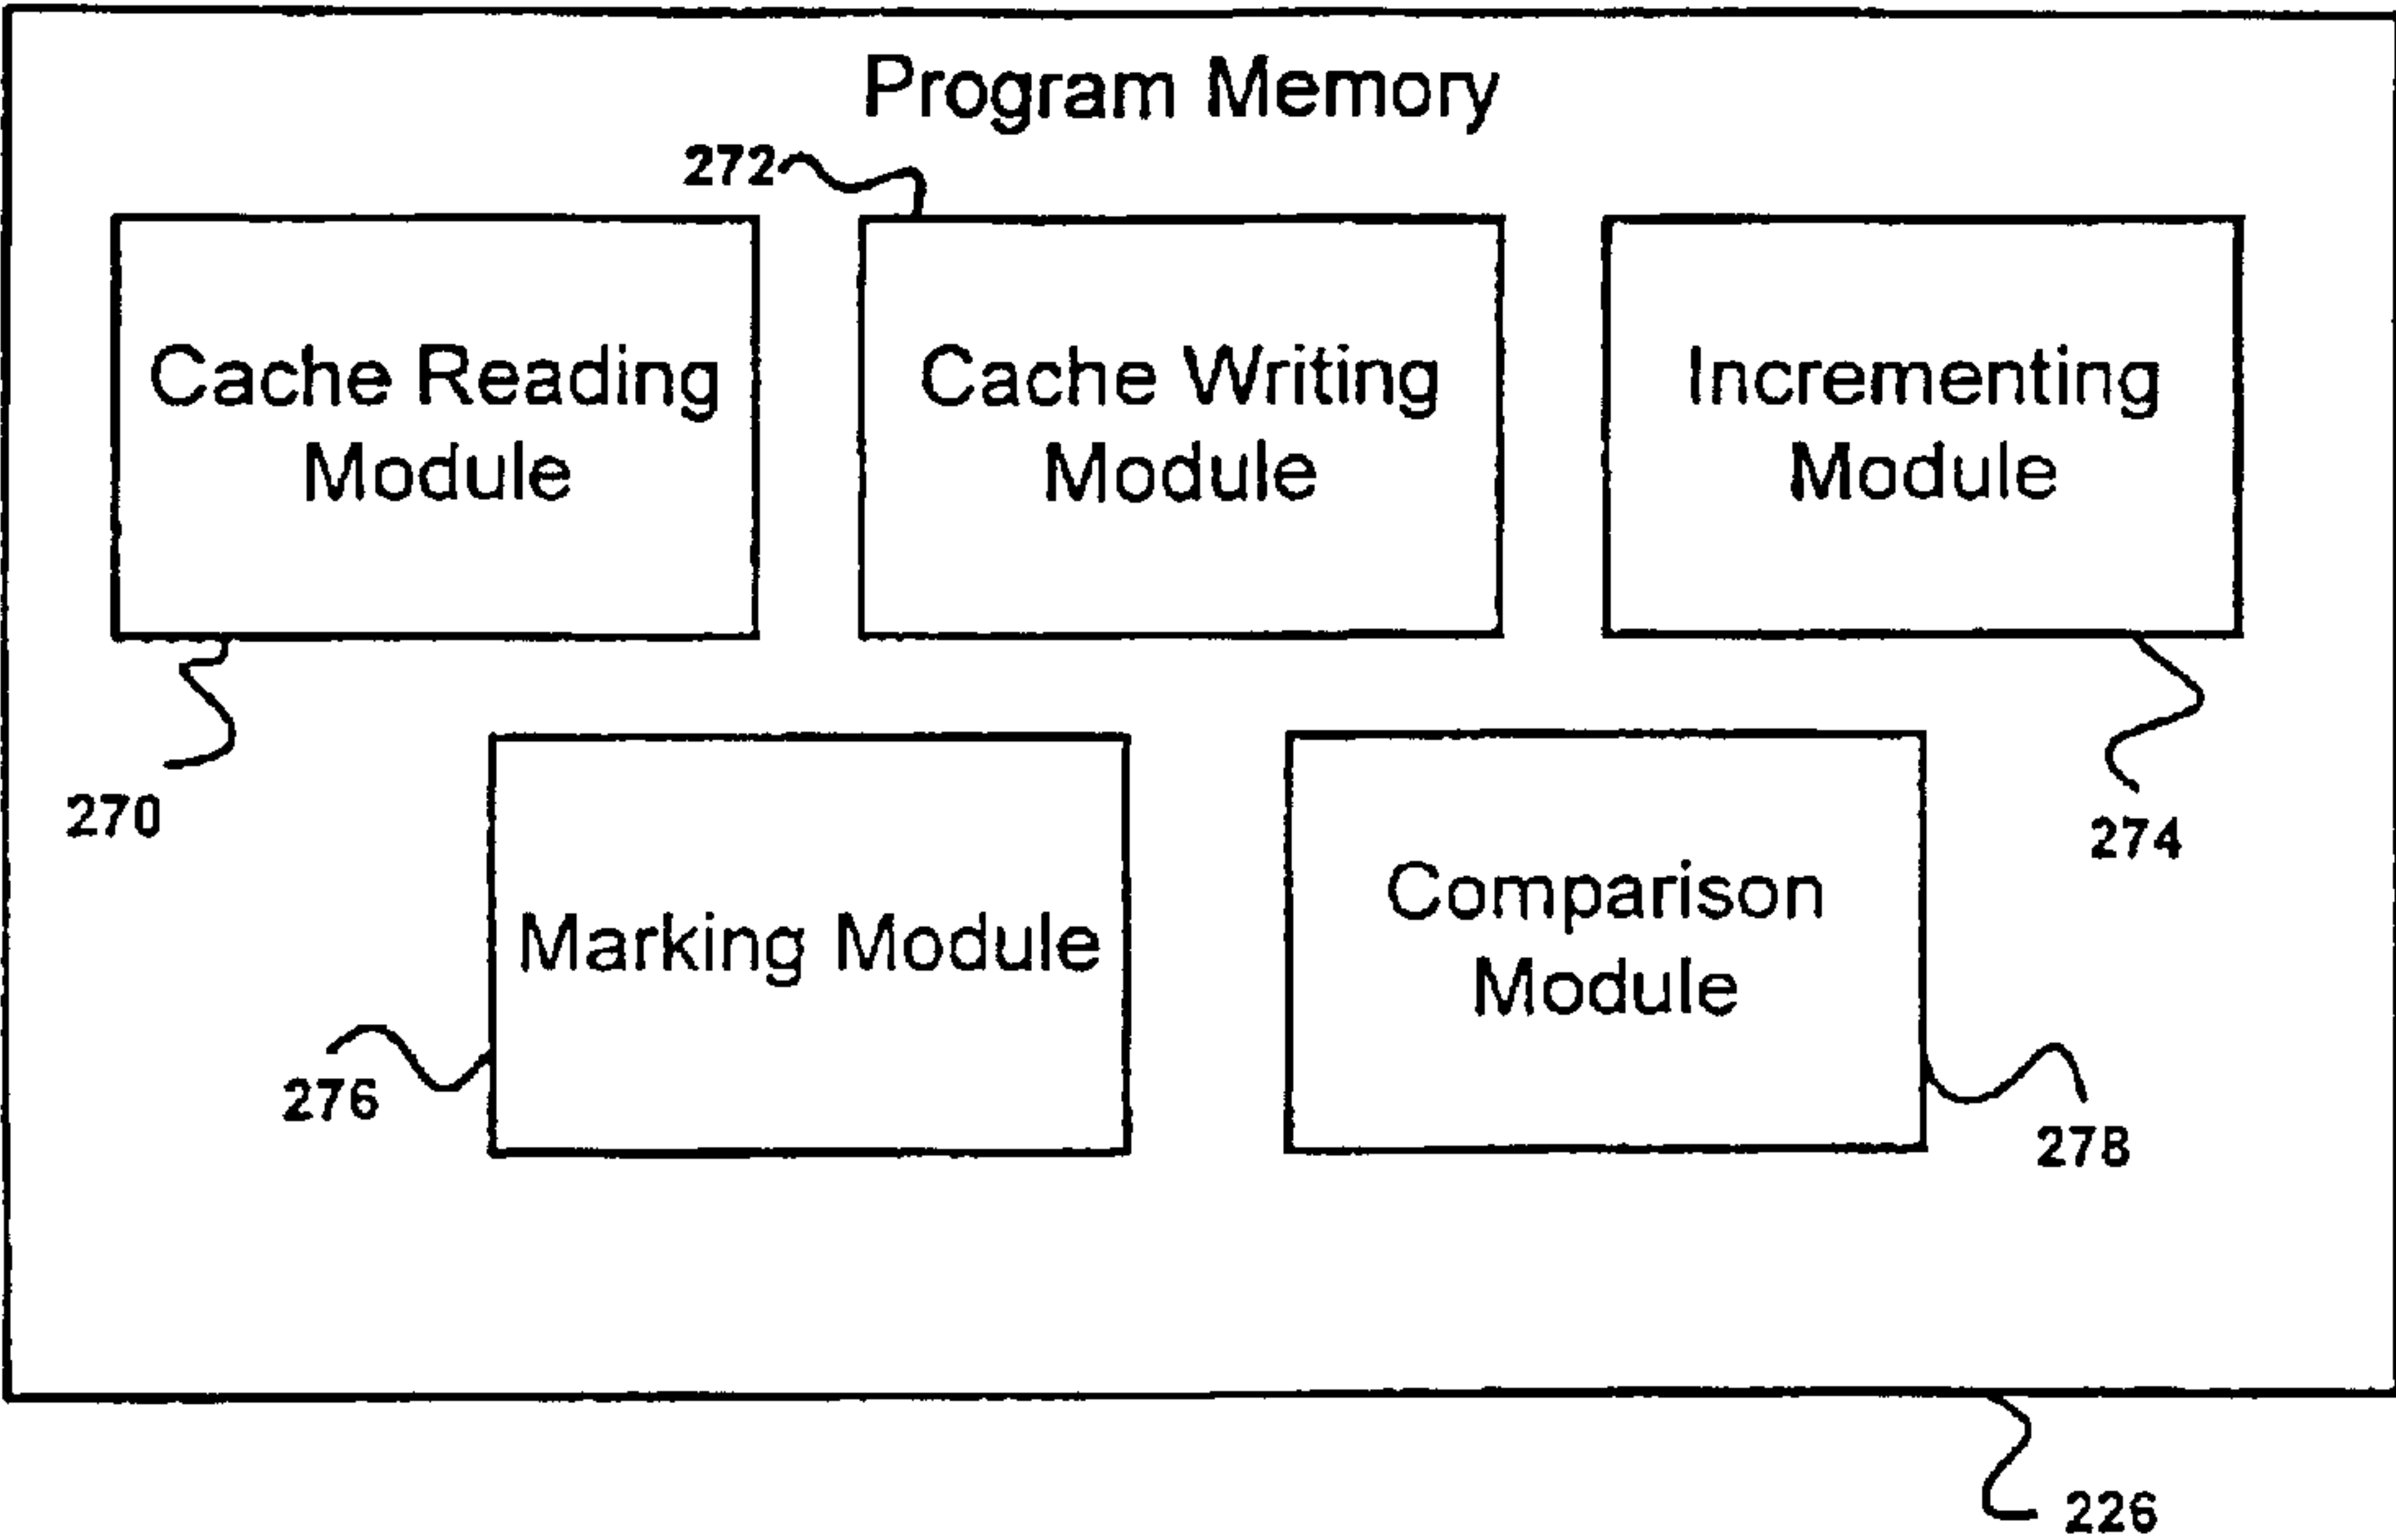 Program Memory
272
Cache Reading
Module
Cache Writing
Module
Incrementing
Module
270
274
Marking Module
Comparison
Module
276
278
226